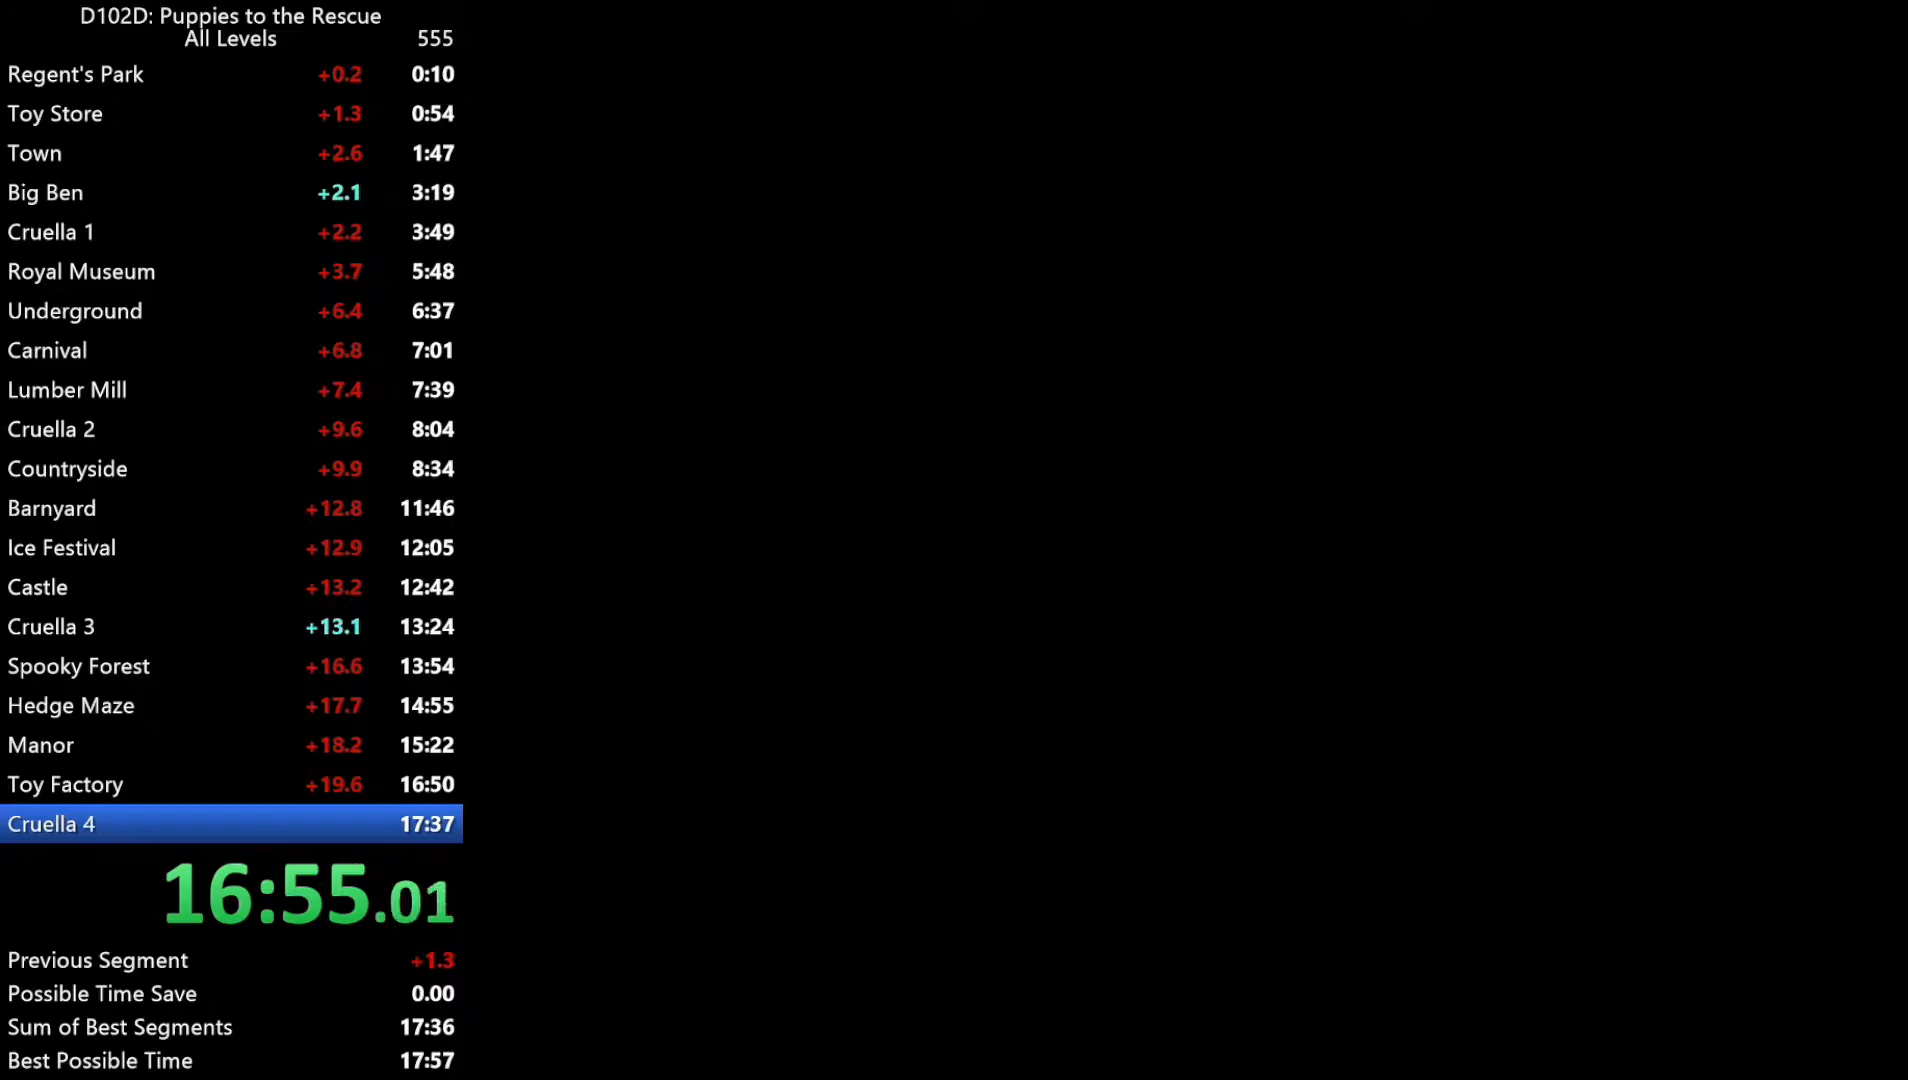 D102D: Puppies to the Rescue
All Levels 555
Regent's Park +0.2 0:10
Toy Store +1.3 0:54
Town +2.6 1:47
Big Ben +2.1 3:19
Cruella 1 +2.2 3:49
Royal Museum +3.7 5:48
Underground +6.4 6:37
Carnival +6.8 7:01
Lumber Mill +7.4 7:39
Cruella 2 +9.6 8:04
Countryside +9.9 8:34
Barnyard +12.8 11:46
Ice Festival +12.9 12:05
Castle +13.2 12:42
Cruella 3 +13.1 13:24
Spooky Forest +16.6 13:54
Hedge Maze +17.7 14:55
Manor +18.2 15:22
Toy Factory +19.6 16:50
Cruella 4 17:37
16:55.01
Previous Segment +1.3
Possible Time Save 0.00
Sum of Best Segments 17:36
Best Possible Time 17:57